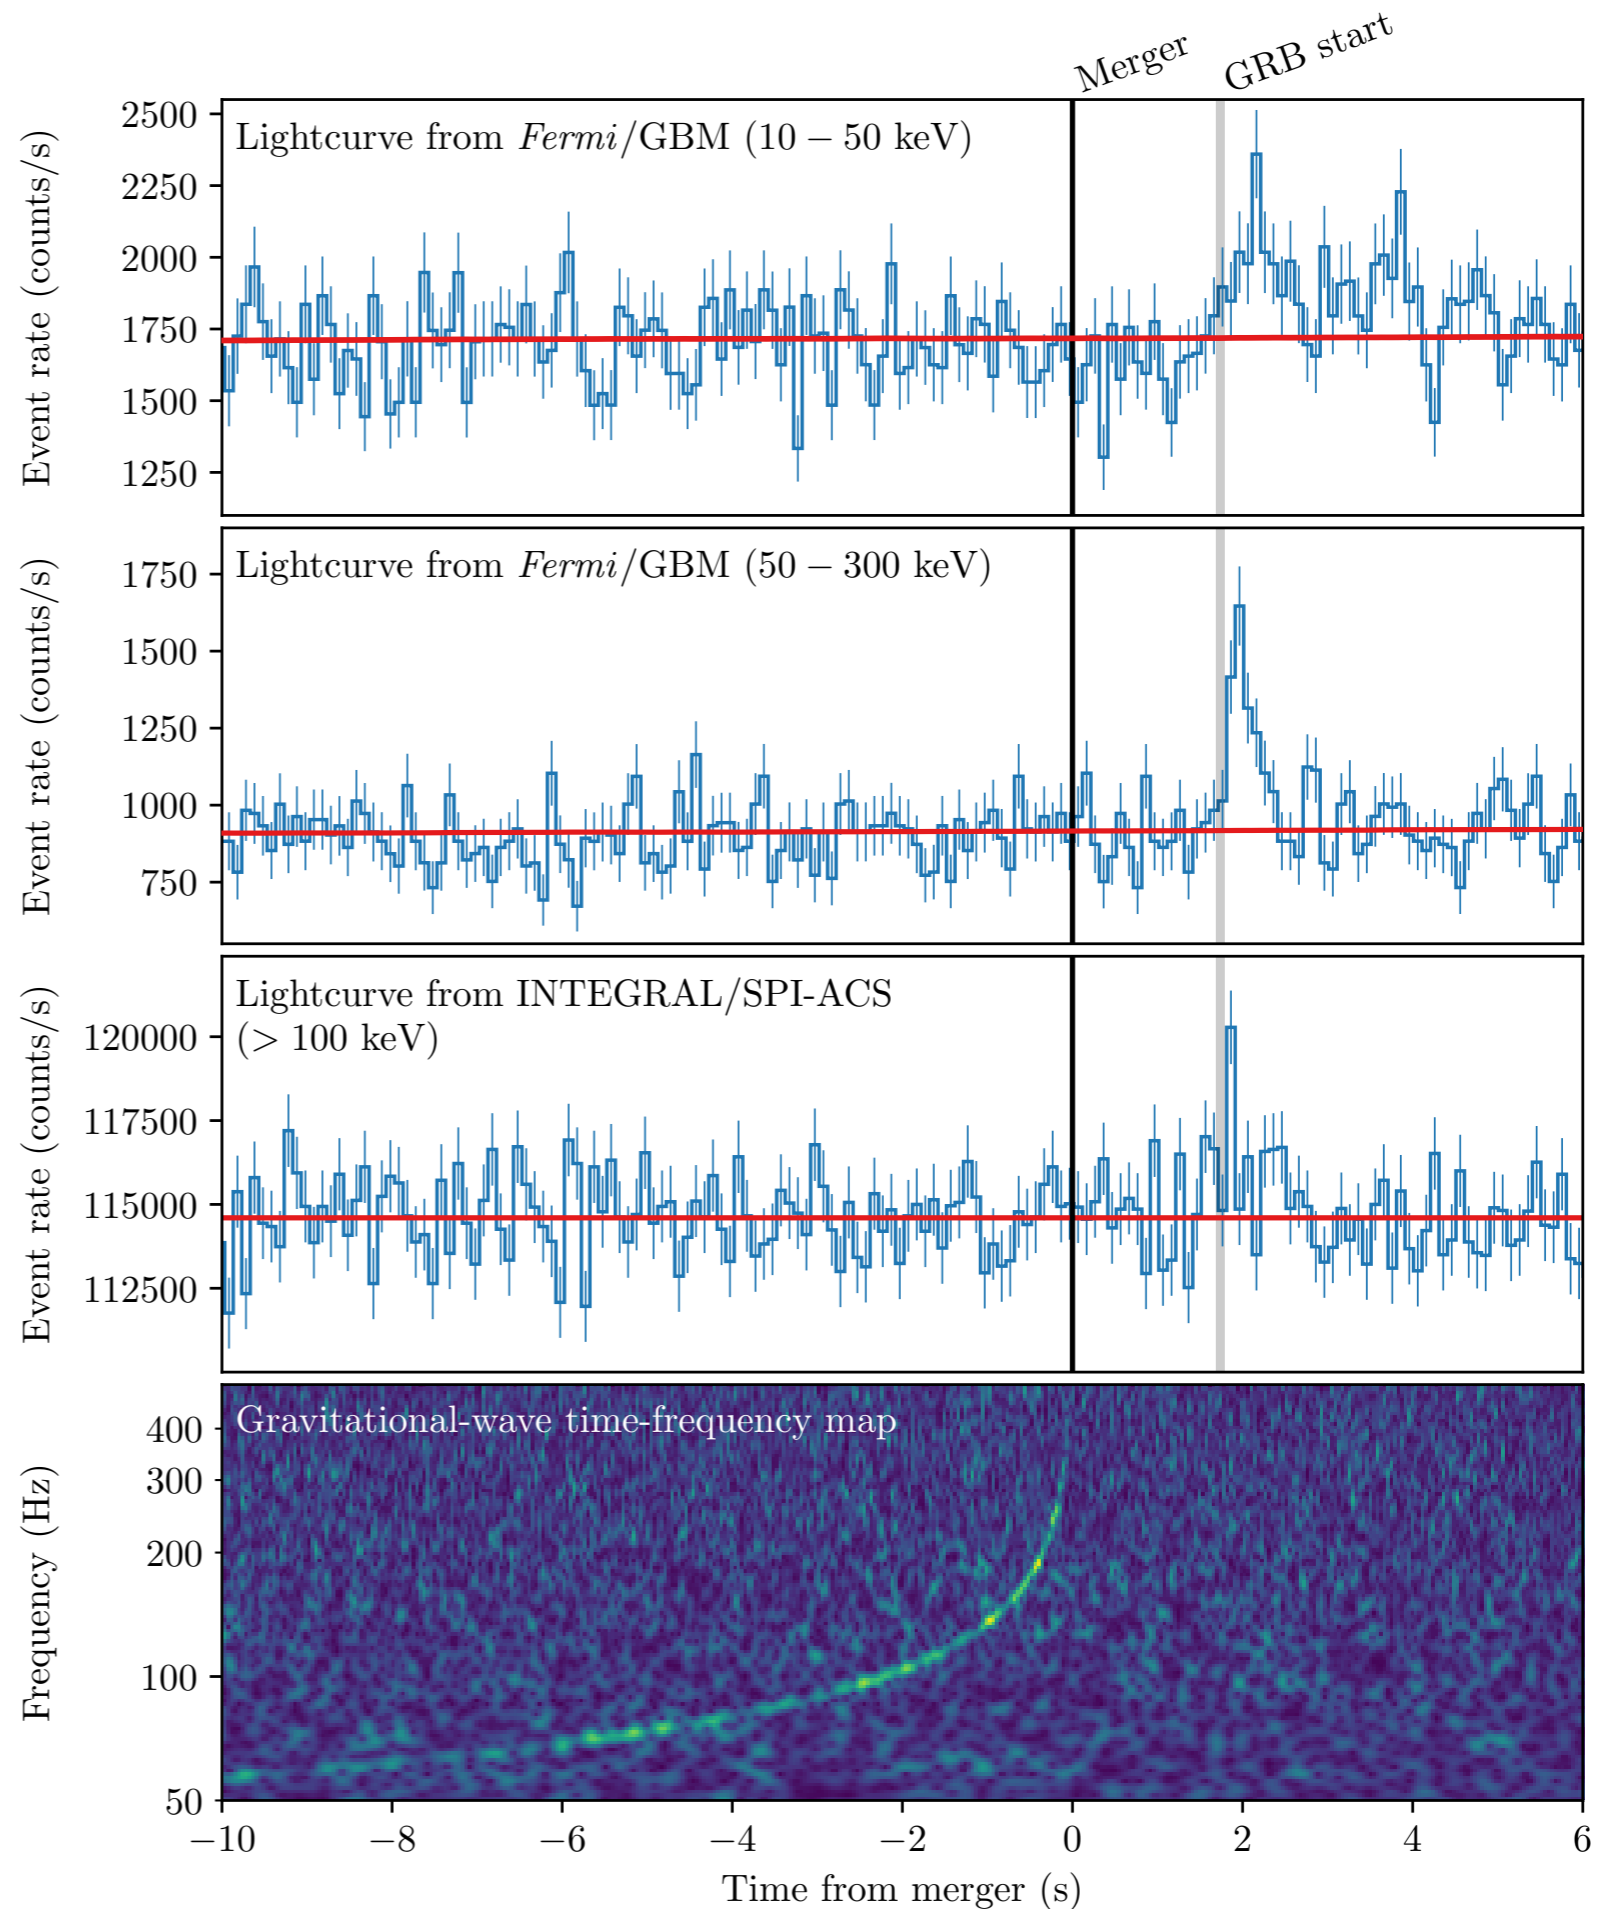 Merger
GRB start
Lightcurve from Fermi/GBM (10 − 50 keV)
Event rate (counts/s)
2500
2250
2000
1750
1500
1250
Lightcurve from Fermi/GBM (50 − 300 keV)
Event rate (counts/s)
1750
1500
1250
1000
750
Lightcurve from INTEGRAL/SPI-ACS
(> 100 keV)
Event rate (counts/s)
120000
117500
115000
112500
Gravitational-wave time-frequency map
Frequency (Hz)
400
300
200
100
50
−10 −8 −6 −4 −2 0 2 4 6
Time from merger (s)